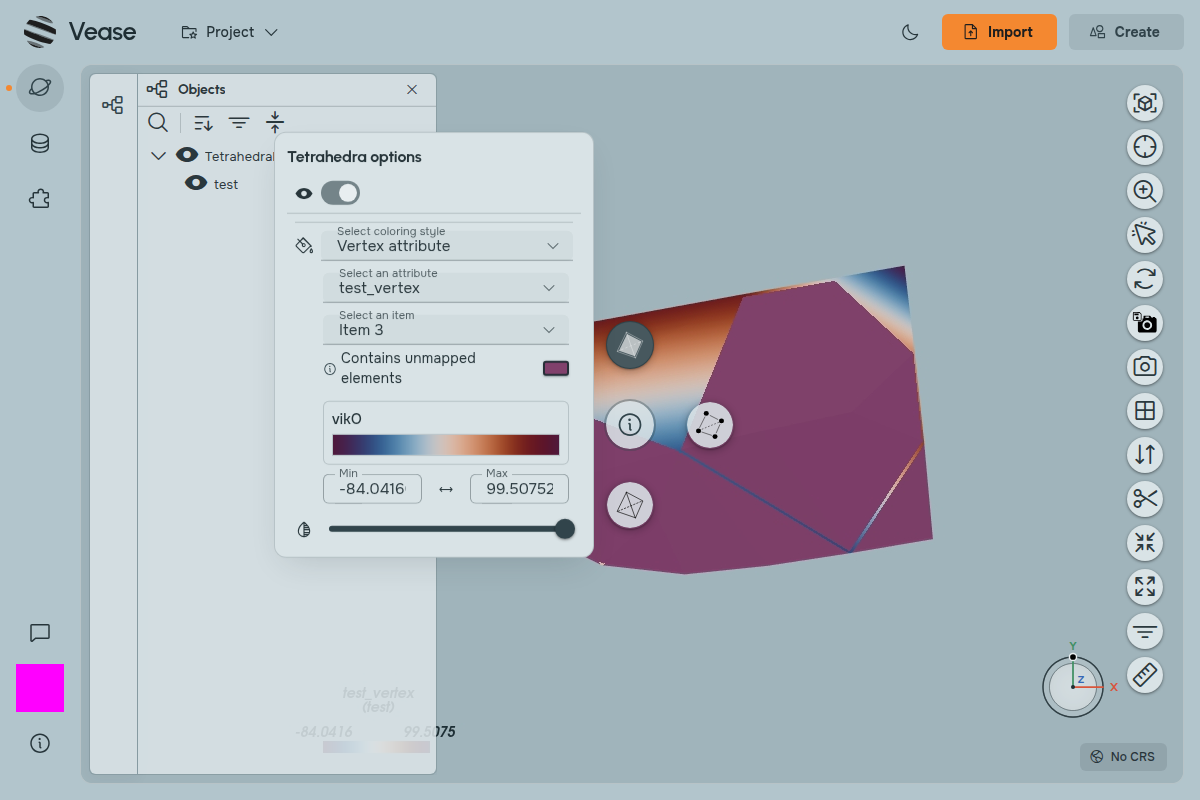 Vease
Project
Import
Create
Objects
Tetrahedra options
test
Select coloring style
Vertex attribute
Select an attribute
test_vertex
Select an item
Item 3
Contains unmapped
elements
vikO
Min
Max
-84.0416
99.50752
test_vertex
(test)
-84.0416
99.5075
Y
Z
X
No CRS